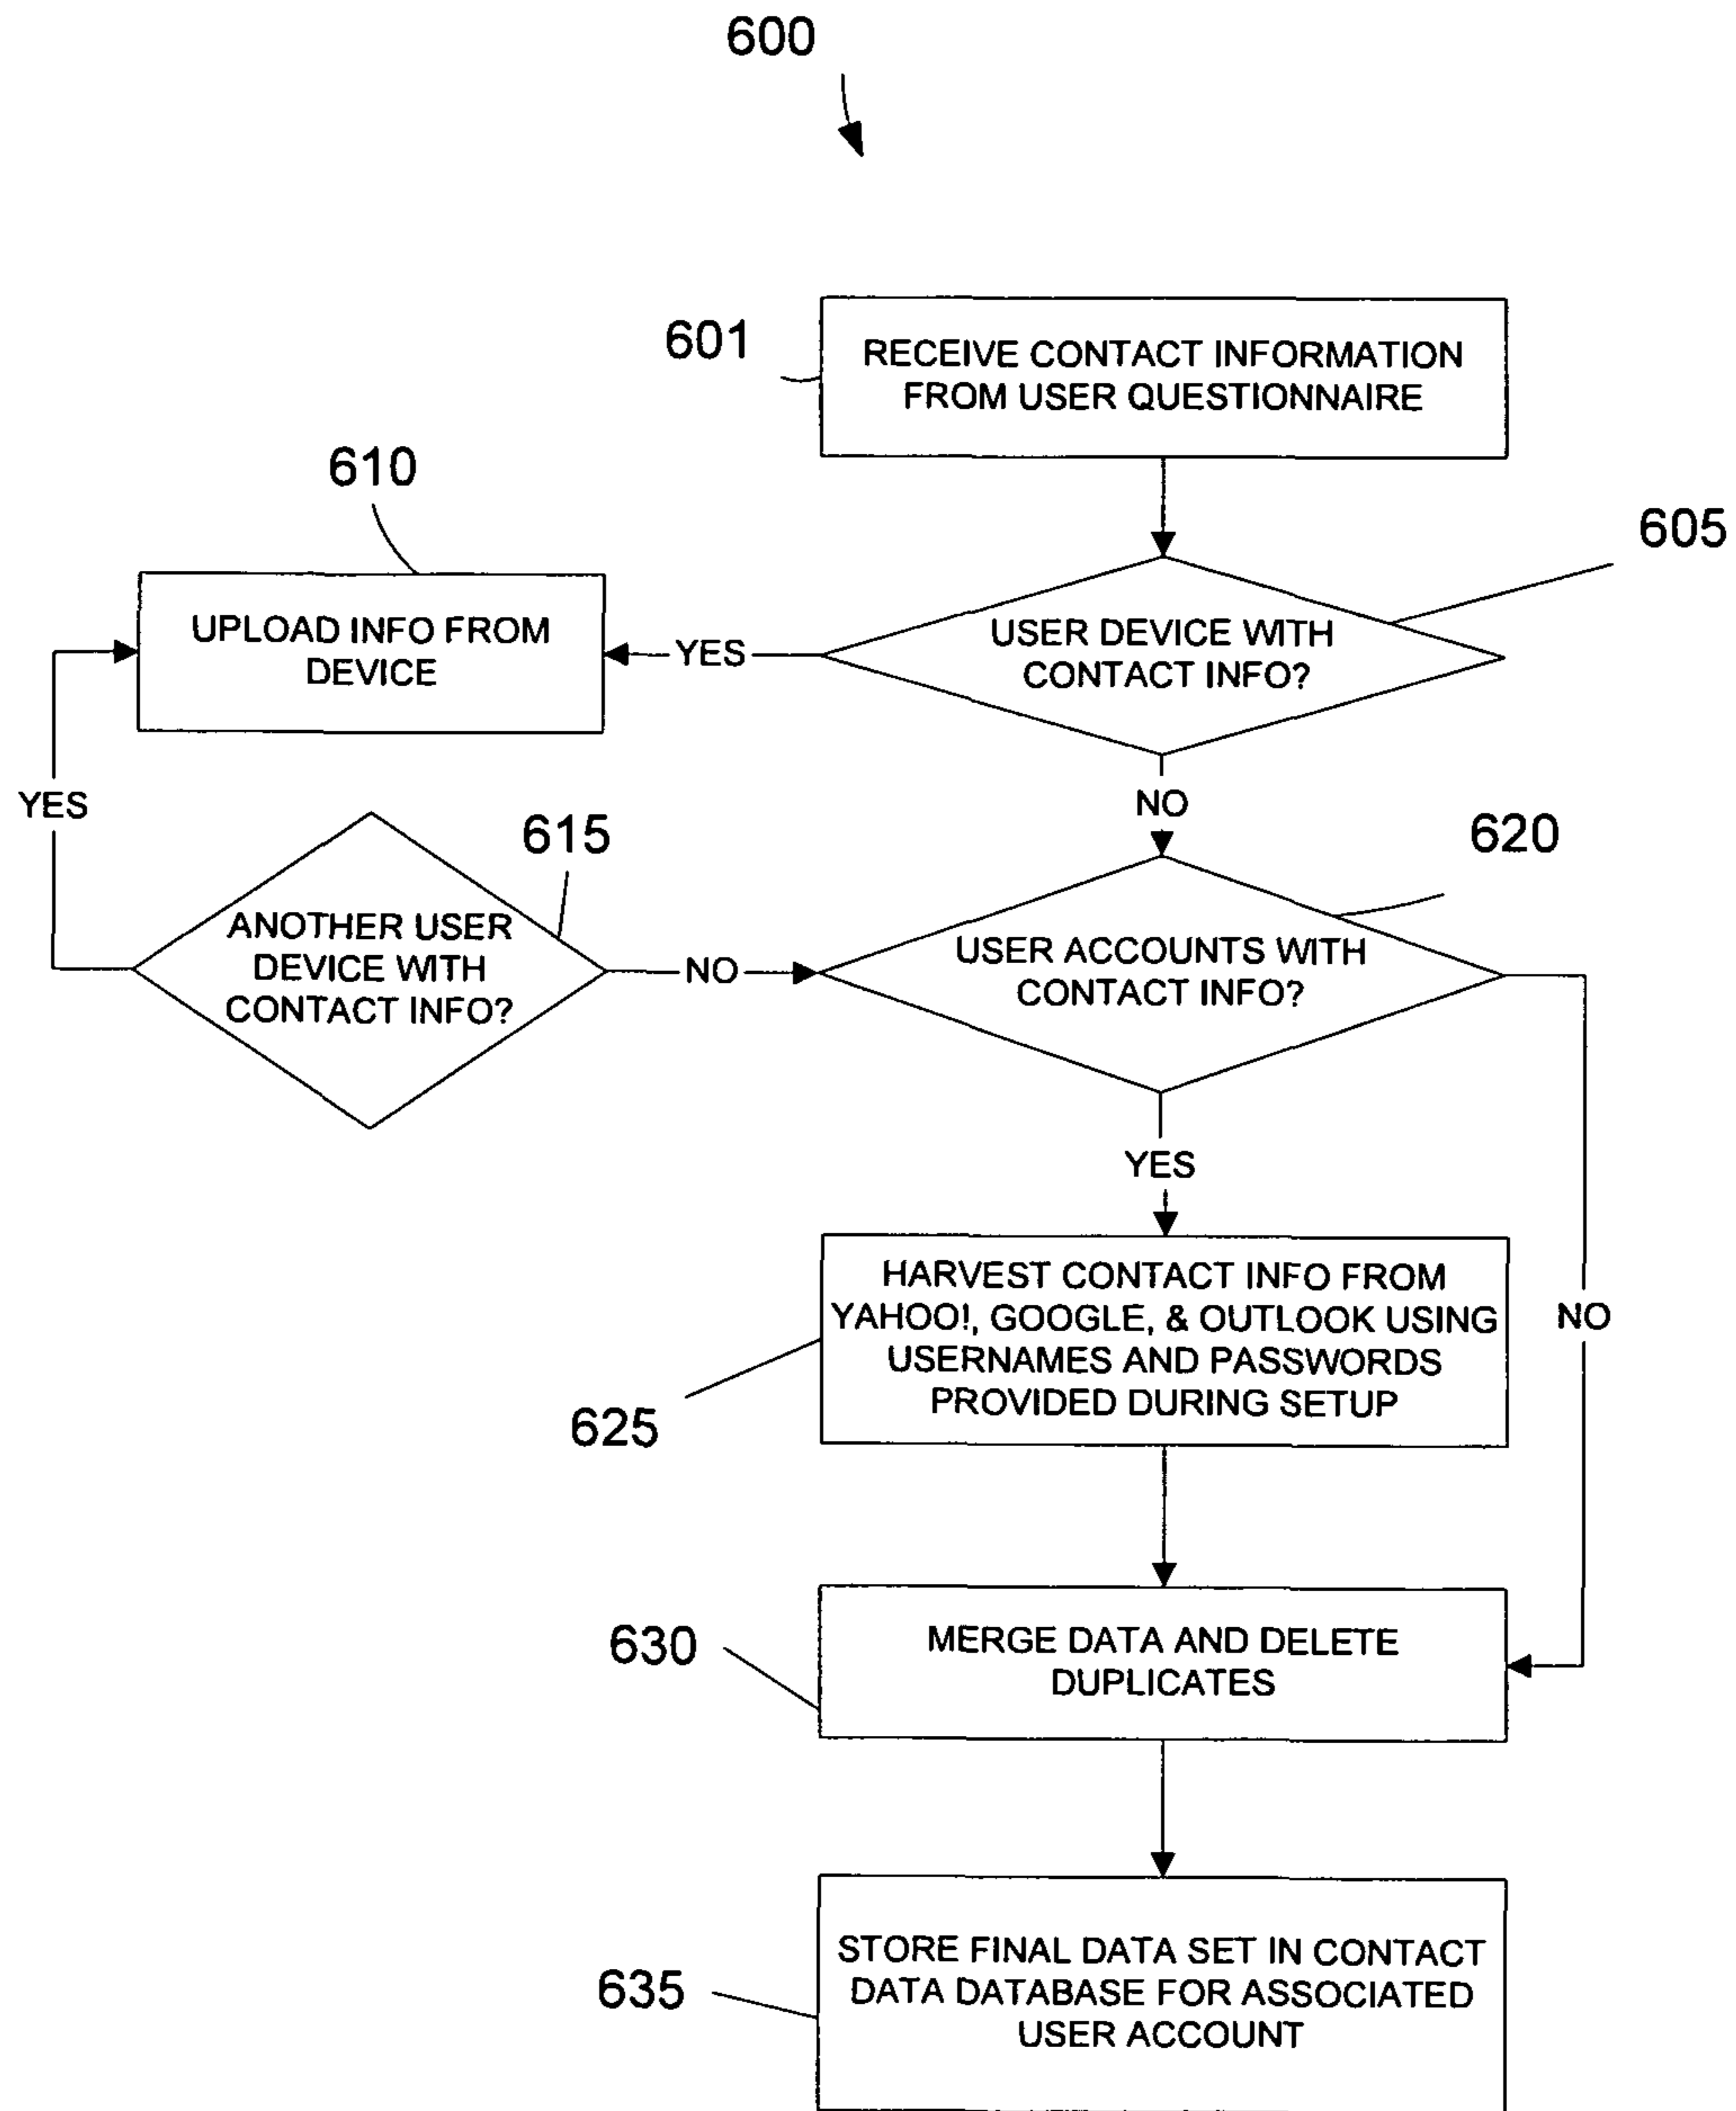 600
601
RECEIVE CONTACT INFORMATION
FROM USER QUESTIONNAIRE
610
605
UPLOAD INFO FROM
DEVICE
YES
USER DEVICE WITH
CONTACT INFO?
YES
NO
615
620
ANOTHER USER
DEVICE WITH
CONTACT INFO?
NO
USER ACCOUNTS WITH
CONTACT INFO?
YES
HARVEST CONTACT INFO FROM
YAHOO!, GOOGLE, & OUTLOOK USING
USERNAMES AND PASSWORDS
PROVIDED DURING SETUP
NO
625
630
MERGE DATA AND DELETE
DUPLICATES
635
STORE FINAL DATA SET IN CONTACT
DATA DATABASE FOR ASSOCIATED
USER ACCOUNT